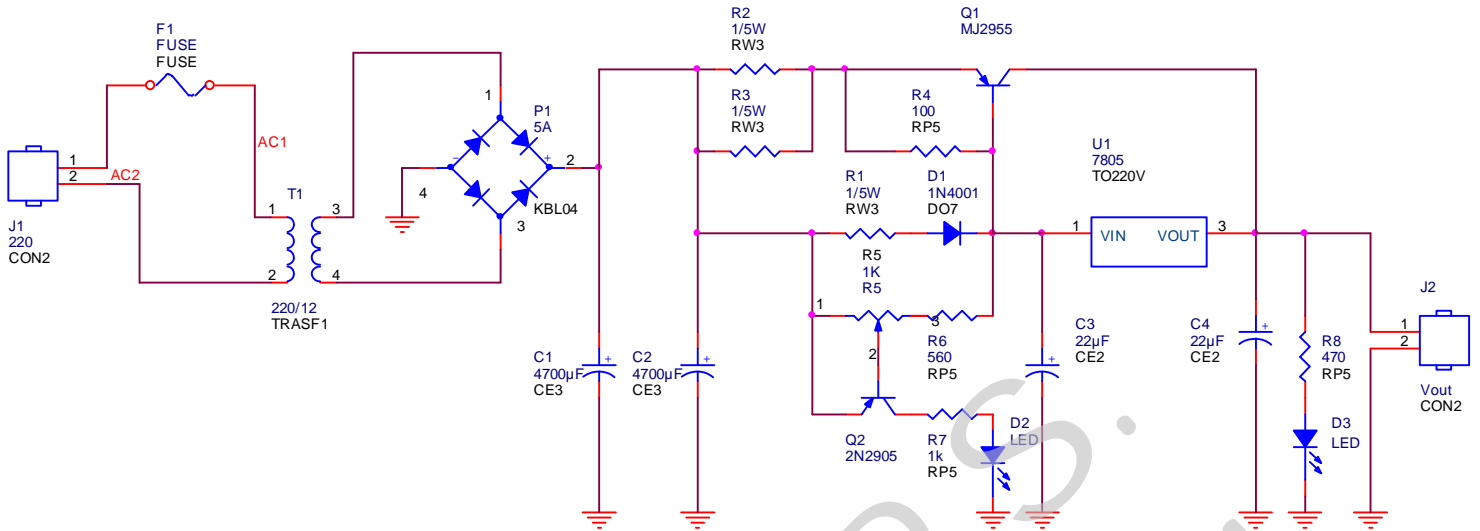 F1
FUSE
FUSE
AC1
1
2
AC2
J1
220
CON2
T1
1
2
3
4
220/12
TRASF1
1
P1
5A
-
+
2
4
3
KBL04
R2
1/5W
RW3
R3
1/5W
RW3
Q1
MJ2955
R4
100
RP5
R1
1/5W
RW3
D1
1N4001
DO7
U1
7805
TO220V
1
VIN
VOUT
3
R5
1K
R5
1
3
2
R6
560
RP5
C1
4700µF
CE3
+
C2
4700µF
CE3
+
Q2
2N2905
R7
1k
RP5
D2
LED
C3
22µF
CE2
+
C4
22µF
CE2
+
R8
470
RP5
D3
LED
J2
1
2
Vout
CON2
S.